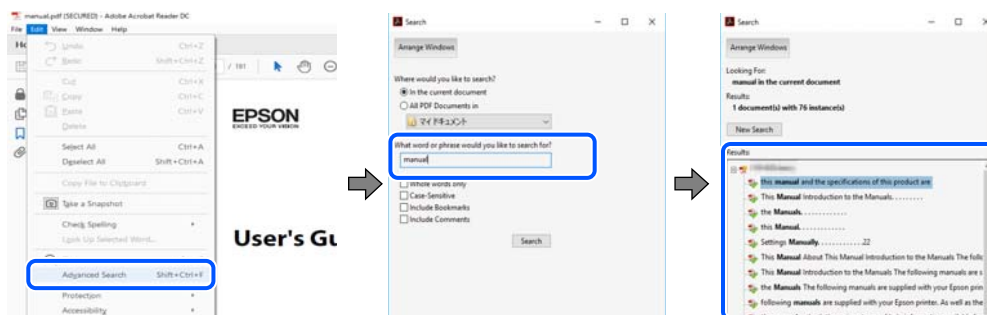 manual.pdf (SECURED) - Adobe Acrobat Reader DC
File Edit View Window Help
Undo Ctrl+Z
Redo Shift+Ctrl+Z
Cut Ctrl+X
Copy Ctrl+C
Paste Ctrl+V
Delete
Select All Ctrl+A
Deselect All Shift+Ctrl+A
Copy File to Clipboard
Take a Snapshot
Check Spelling
Look Up Selected Word...
Advanced Search Shift+Ctrl+F
Protection
Accessibility
/ 181
EPSON
EXCEED YOUR VISION
User's Gu
Search
Arrange Windows
Where would you like to search?
In the current document
All PDF Documents in
マイ ドキュメント
What word or phrase would you like to search for?
manual
Whole words only
Case-Sensitive
Include Bookmarks
Include Comments
Search
Search
Arrange Windows
Looking For:
manual in the current document
Results:
1 document(s) with 76 instance(s)
New Search
Results:
this manual and the specifications of this product are
This Manual Introduction to the Manuals. . . . . . . . .
the Manuals. . . . . . . . . . . . .
this Manual. . . . . . . . . . . . .
Settings Manually. . . . . . . . . . . . .22
This Manual About This Manual Introduction to the Manuals The follo
This Manual Introduction to the Manuals The following manuals are s
the Manuals The following manuals are supplied with your Epson prin
following manuals are supplied with your Epson printer. As well as the